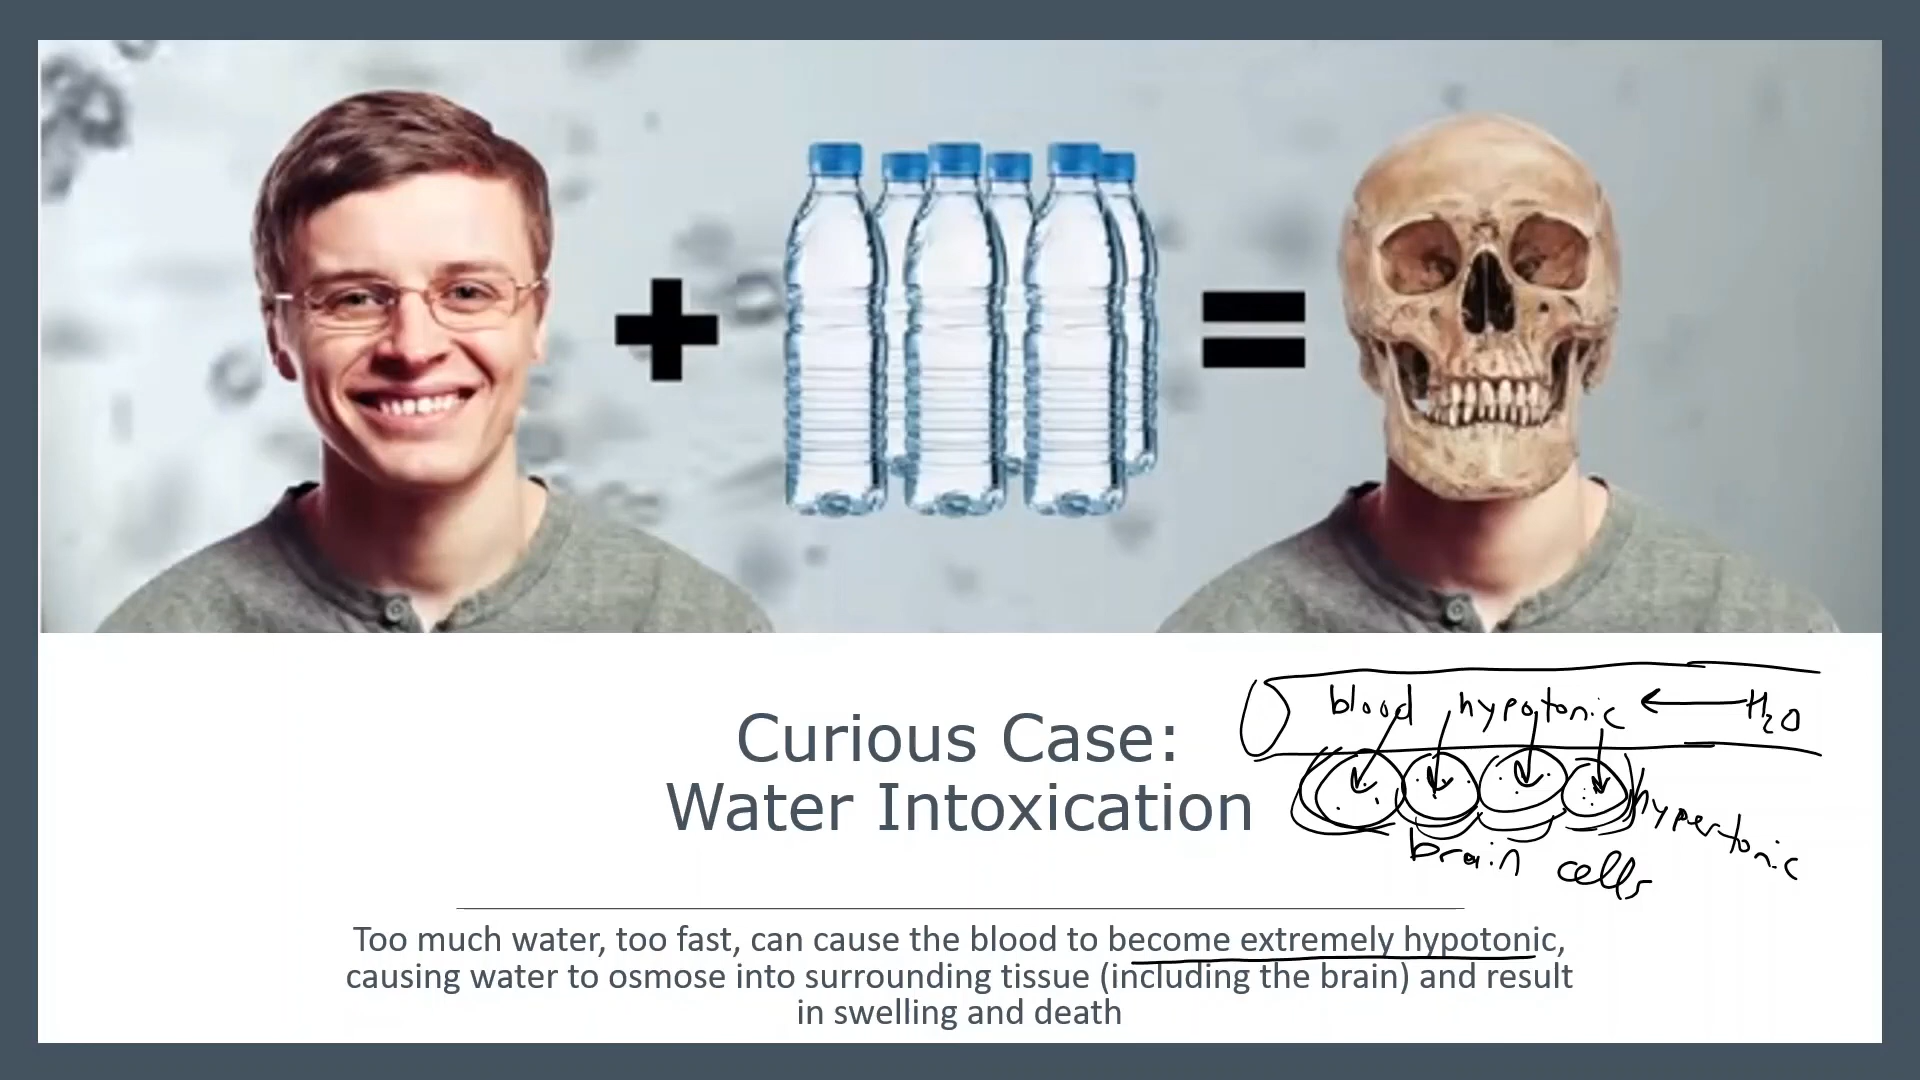 blood hypotonic ← H₂O
Curious Case:
Water Intoxication
hypertonic
brain cells
Too much water, too fast, can cause the blood to become extremely hypotonic,
causing water to osmose into surrounding tissue (including the brain) and result
in swelling and death